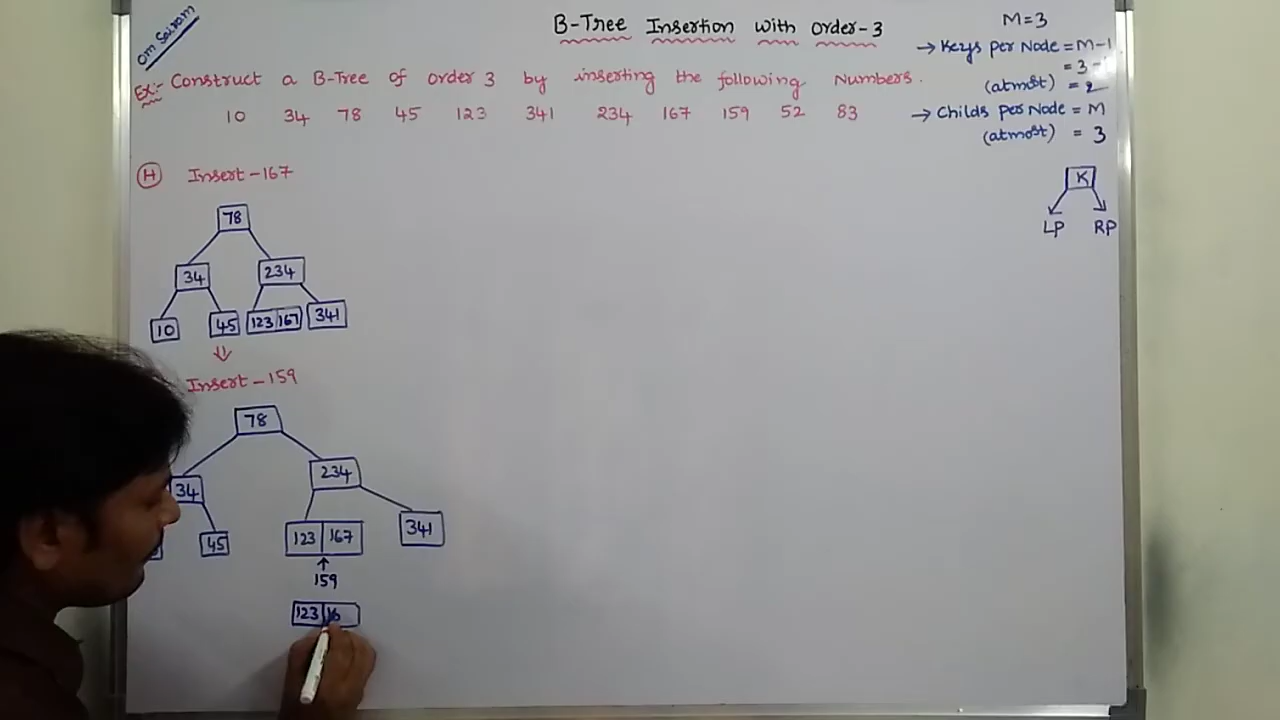 om Sairam
B-Tree Insertion with order-3
M=3
→ Keys per Node = M-1
= 3-1
(atmost) = 2
Ex:- Construct a B-Tree of order 3 by inserting the following Numbers.
10 34 78 45 123 341 234 167 159 52 83
→ Childs per Node = M
(atmost) = 3
K
LP RP
H Insert-167
78
34 234
10 45 123 167 341
Insert-159
78
34 234
45 123 167 341
159
123 16